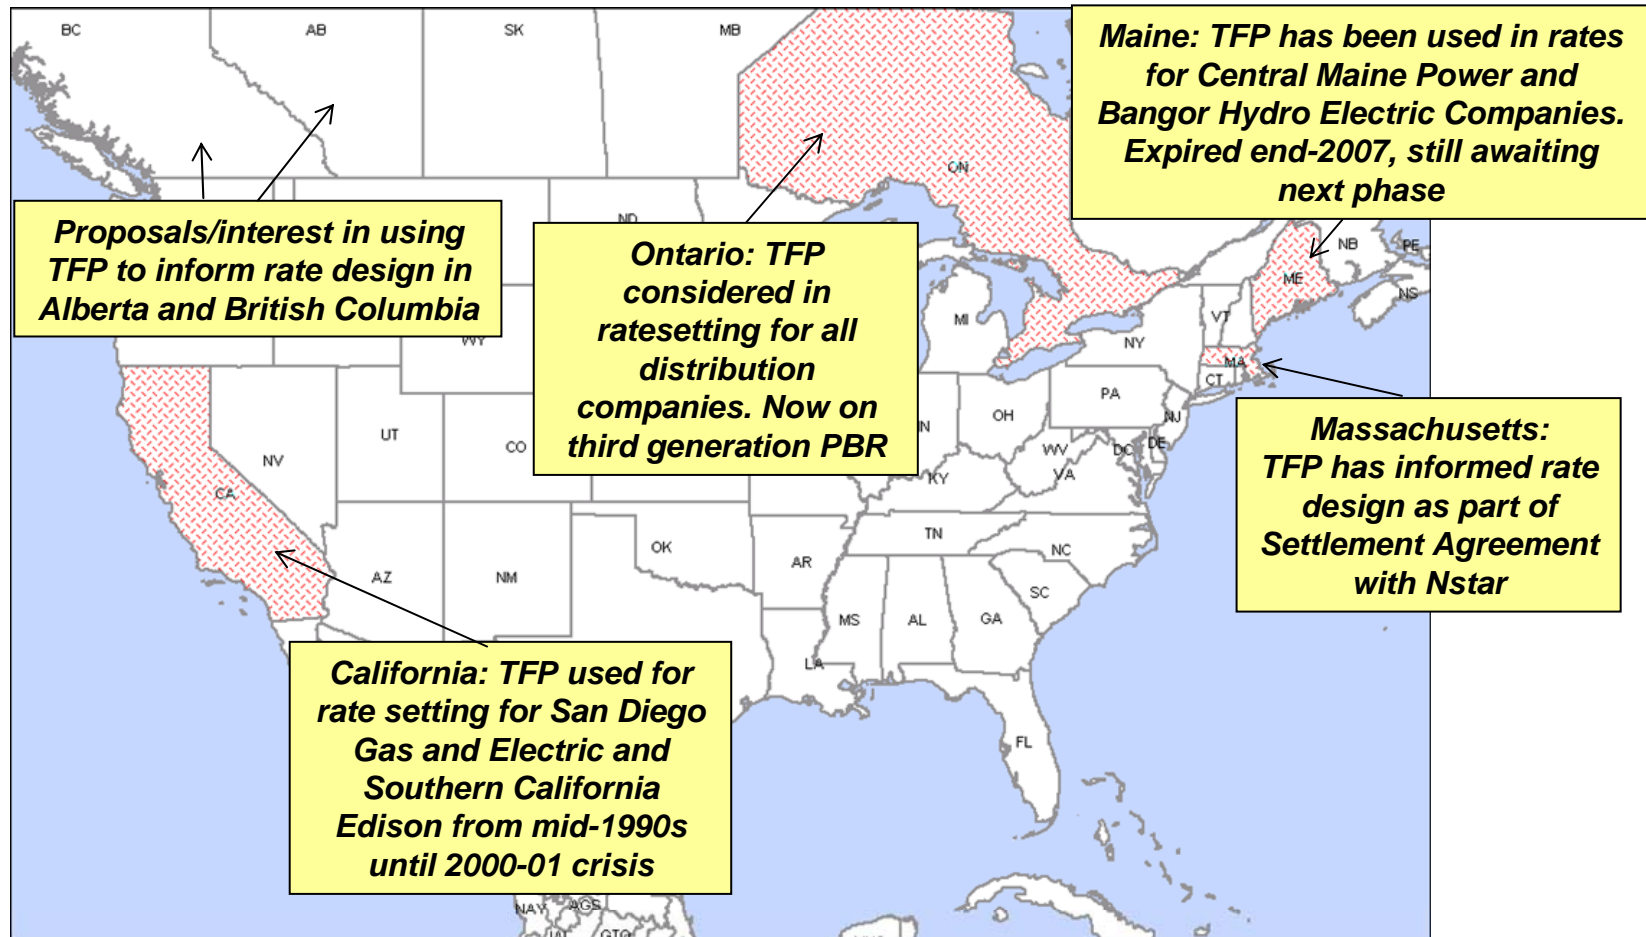 BC
AB
SK
MB
Maine: TFP has been used in rates
for Central Maine Power and
Bangor Hydro Electric Companies.
Expired end-2007, still awaiting
next phase
ON
Proposals/interest in using
TFP to inform rate design in
Alberta and British Columbia
ND
Ontario: TFP
considered in
ratesetting for all
distribution
companies. Now on
third generation PBR
NB
PE
ME
NS
WY
MI
VT
NY
MA
CT
PA
NJ
OH
IN
WV
DC
DE
VA
KY
UT
CO
NV
CA
Massachusetts:
TFP has informed rate
design as part of
Settlement Agreement
with Nstar
TN
NC
OK
AR
AZ
NM
SC
MS
AL
GA
LA
FL
California: TFP used for
rate setting for San Diego
Gas and Electric and
Southern California
Edison from mid-1990s
until 2000-01 crisis
NAY
AGS
GTO